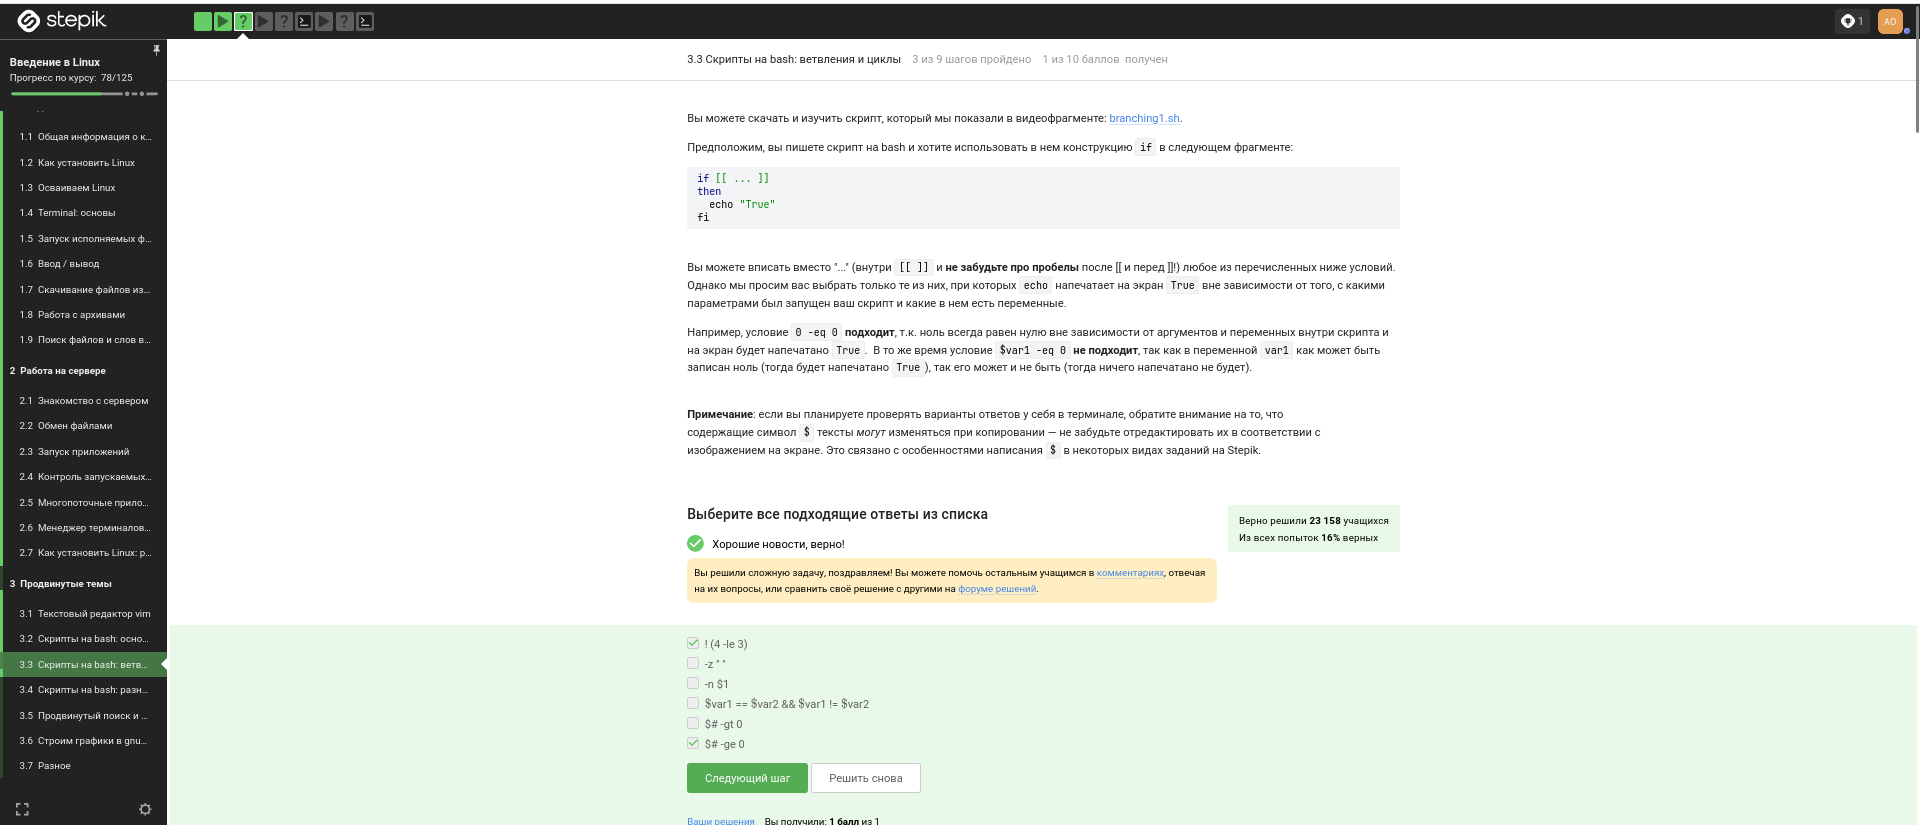 stepik
1
AO
Введение в Linux
Прогресс по курсу: 78/125
1.1 Общая информация о к...
1.2 Как установить Linux
1.3 Осваиваем Linux
1.4 Terminal: основы
1.5 Запуск исполняемых ф...
1.6 Ввод / вывод
1.7 Скачивание файлов из...
1.8 Работа с архивами
1.9 Поиск файлов и слов в...
2 Работа на сервере
2.1 Знакомство с сервером
2.2 Обмен файлами
2.3 Запуск приложений
2.4 Контроль запускаемых...
2.5 Многопоточные прило...
2.6 Менеджер терминалов...
2.7 Как установить Linux: р...
3 Продвинутые темы
3.1 Текстовый редактор vim
3.2 Скрипты на bash: осно...
3.3 Скрипты на bash: ветв...
3.4 Скрипты на bash: разн...
3.5 Продвинутый поиск и ...
3.6 Строим графики в gnu...
3.7 Разное
3.3 Скрипты на bash: ветвления и циклы 3 из 9 шагов пройдено 1 из 10 баллов получен
Вы можете скачать и изучить скрипт, который мы показали в видеофрагменте: branching1.sh.
Предположим, вы пишете скрипт на bash и хотите использовать в нем конструкцию if в следующем фрагменте:
if [[ ... ]]
then
echo "True"
fi
Вы можете вписать вместо "..." (внутри [[ ]] и не забудьте про пробелы после [[ и перед ]]!) любое из перечисленных ниже условий.
Однако мы просим вас выбрать только те из них, при которых echo напечатает на экран True вне зависимости от того, с какими
параметрами был запущен ваш скрипт и какие в нем есть переменные.
Например, условие 0 -eq 0 подходит, т.к. ноль всегда равен нулю вне зависимости от аргументов и переменных внутри скрипта и
на экран будет напечатано True. В то же время условие $var1 -eq 0 не подходит, так как в переменной var1 как может быть
записан ноль (тогда будет напечатано True), так его может и не быть (тогда ничего напечатано не будет).
Примечание: если вы планируете проверять варианты ответов у себя в терминале, обратите внимание на то, что
содержащие символ $ тексты могут изменяться при копировании — не забудьте отредактировать их в соответствии с
изображением на экране. Это связано с особенностями написания $ в некоторых видах заданий на Stepik.
Выберите все подходящие ответы из списка
Верно решили 23 158 учащихся
Из всех попыток 16% верных
Хорошие новости, верно!
Вы решили сложную задачу, поздравляем! Вы можете помочь остальным учащимся в комментариях, отвечая
на их вопросы, или сравнить своё решение с другими на форуме решений.
! (4 -le 3)
-z " "
-n $1
$var1 == $var2 && $var1 != $var2
$# -gt 0
$# -ge 0
Следующий шаг Решить снова
Ваши решения Вы получили: 1 балл из 1